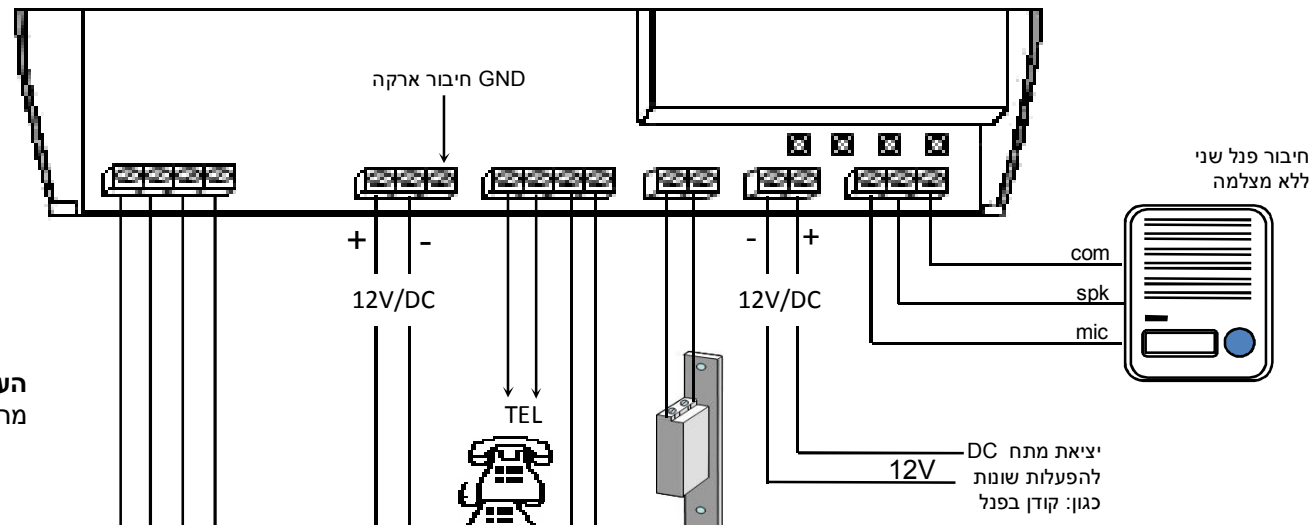 GND חיבור ארקה
חיבור פנל שני
ללא מצלמה
+ -
- +
12V/DC
12V/DC
com
spk
mic
TEL
יציאת מתח DC
להפעלות שונות
כגון: קודן בפנל
12V